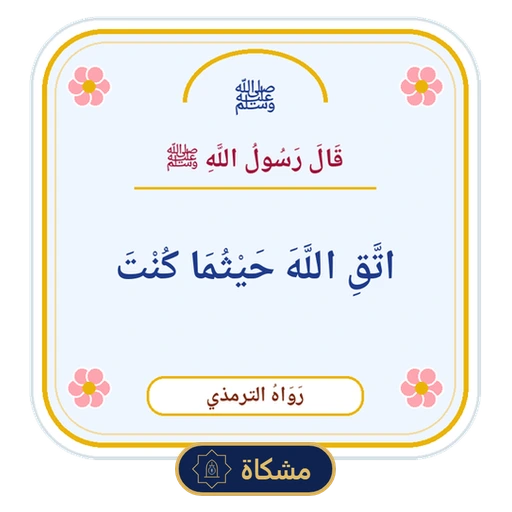 ﷺ
قَالَ رَسُولُ اللَّهِ ﷺ
اتَّقِ اللَّهَ حَيْثُمَا كُنْتَ
رَوَاهُ الترمذي
مشكاة